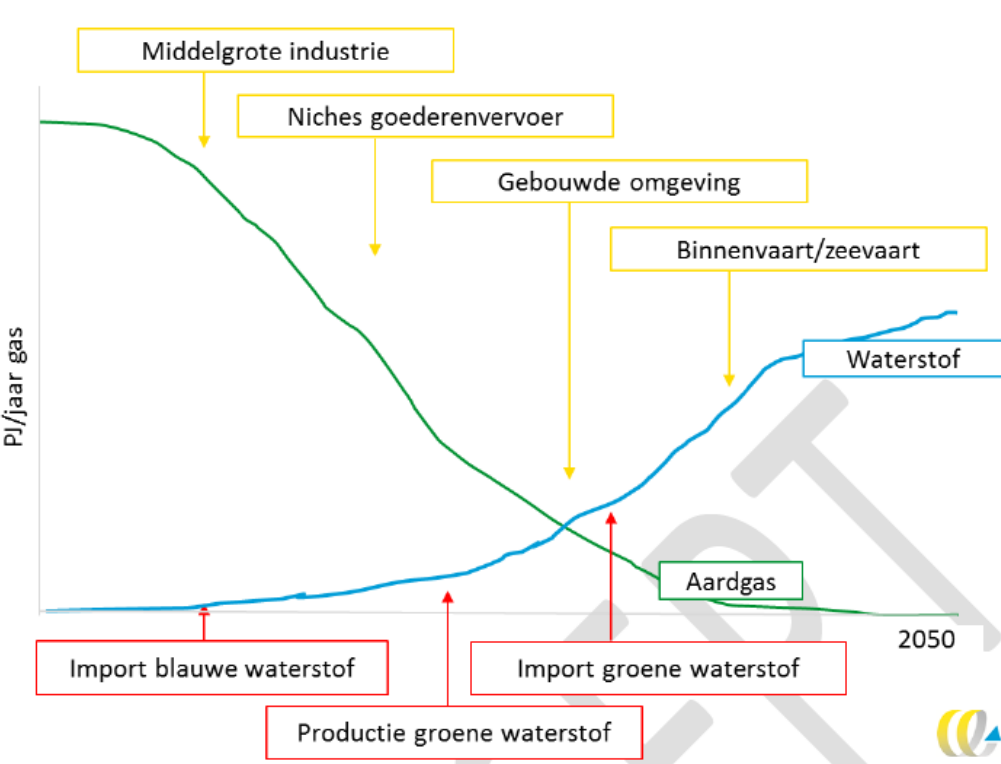 Middelgrote industrie
Niches goederenvervoer
Gebouwde omgeving
Binnenvaart/zeevaart
PJ/jaar gas
Waterstof
Aardgas
2050
Import blauwe waterstof
Import groene waterstof
Productie groene waterstof